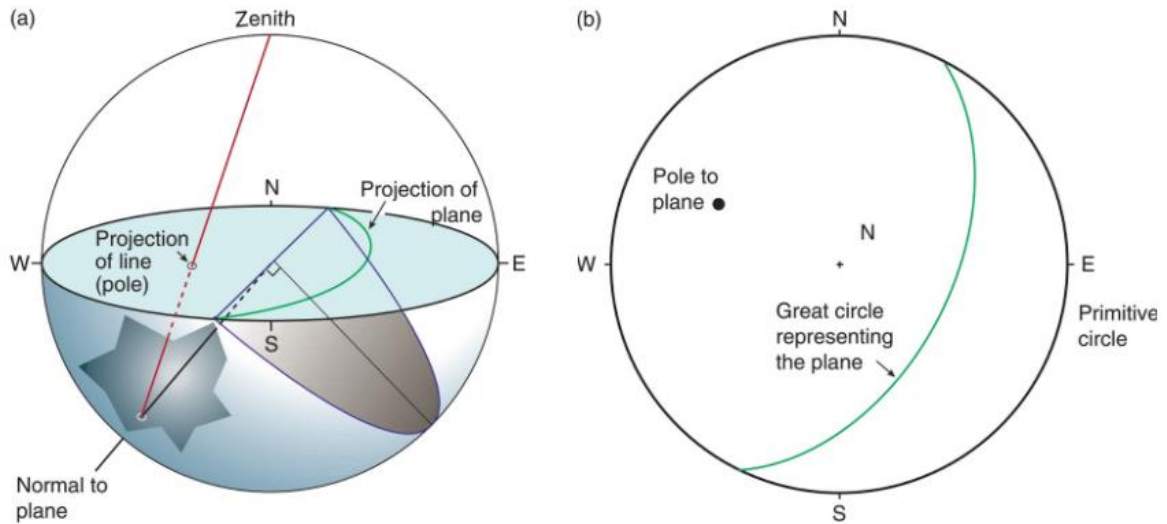 (a)
Zenith
N
Projection of
plane
Projection
of line
(pole)
W
E
S
Normal to
plane
(b)
N
Pole to
plane
N
W
E
Great circle
representing
the plane
Primitive
circle
S